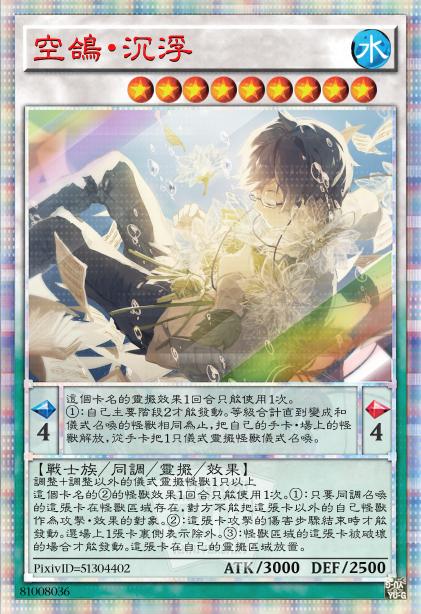 空鴿・沉浮
水
這個卡名的靈擺效果1回合只能使用1次。
①:自己主要階段2才能發動。等級合計直到變成和
儀式召喚的怪獸相同為止,把自己的手卡・場上的怪
獸解放,從手卡把1只儀式靈擺怪獸儀式召喚。
4
4
【戰士族/同調/靈擺/效果】
調整+調整以外的儀式靈擺怪獸1只以上
這個卡名的②的怪獸效果1回合只能使用1次。①:只要同調召喚
的這張卡在怪獸區域存在,對方不能把這張卡以外的自己怪獸
作為攻擊・效果的對象。②:這張卡攻擊的傷害步驟結束時才能
發動。選場上1張卡裏側表示除外。③:怪獸區域的這張卡被破壞
的場合才能發動。這張卡在自己的靈擺區域放置。
PixivID=51304402
ATK/3000 DEF/2500
81008036